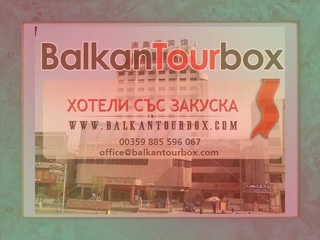 BalkanTourbox
ХОТЕЛИ СЪС ЗАКУСКА
WWW.BALKANTOURBOX.COM
00359 885 596 067
office@balkantourbox.com